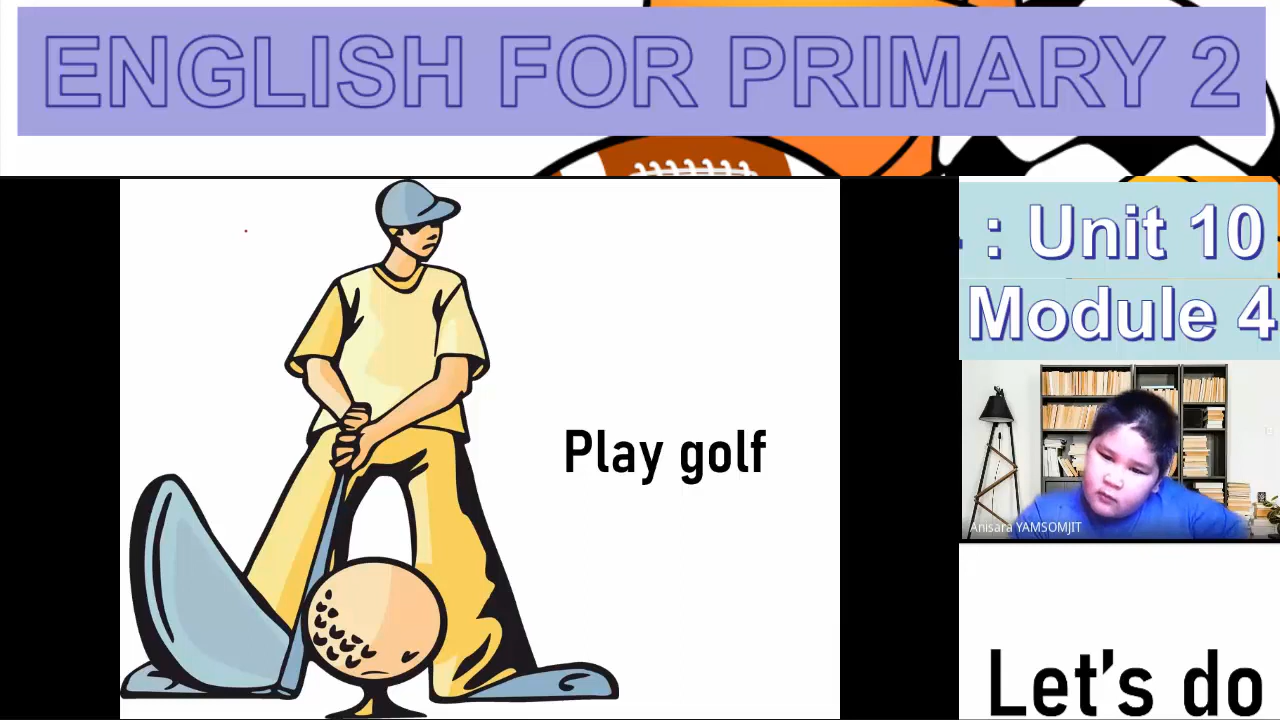 ENGLISH FOR PRIMARY 2
: Unit 10
Module 4
Play golf
Anisara YAMSOMJIT
Let's do